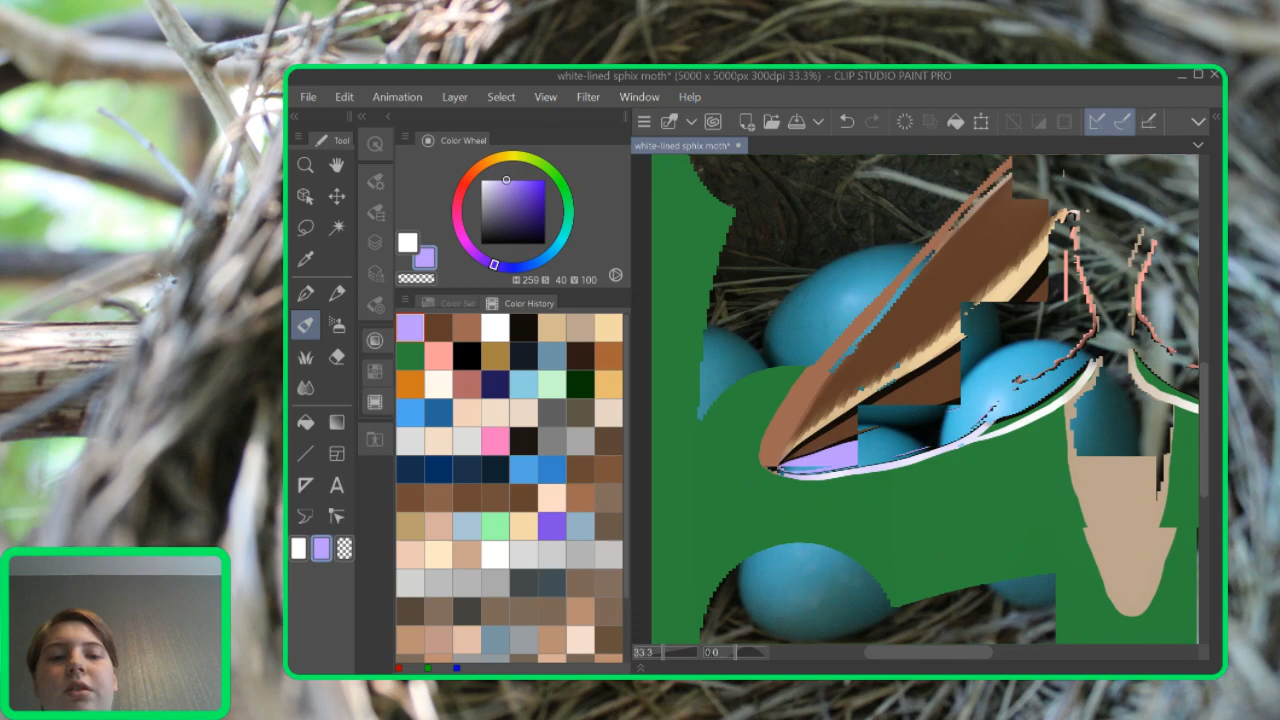 white-lined sphix moth* (5000 x 5000px 300dpi 33.3%) - CLIP STUDIO PAINT PRO
File Edit Animation Layer Select View Filter Window Help
Tool
Color Wheel
white-lined sphix moth*
H 259 S 40 V 100
Color Set
Color History
A
33.3
0.0